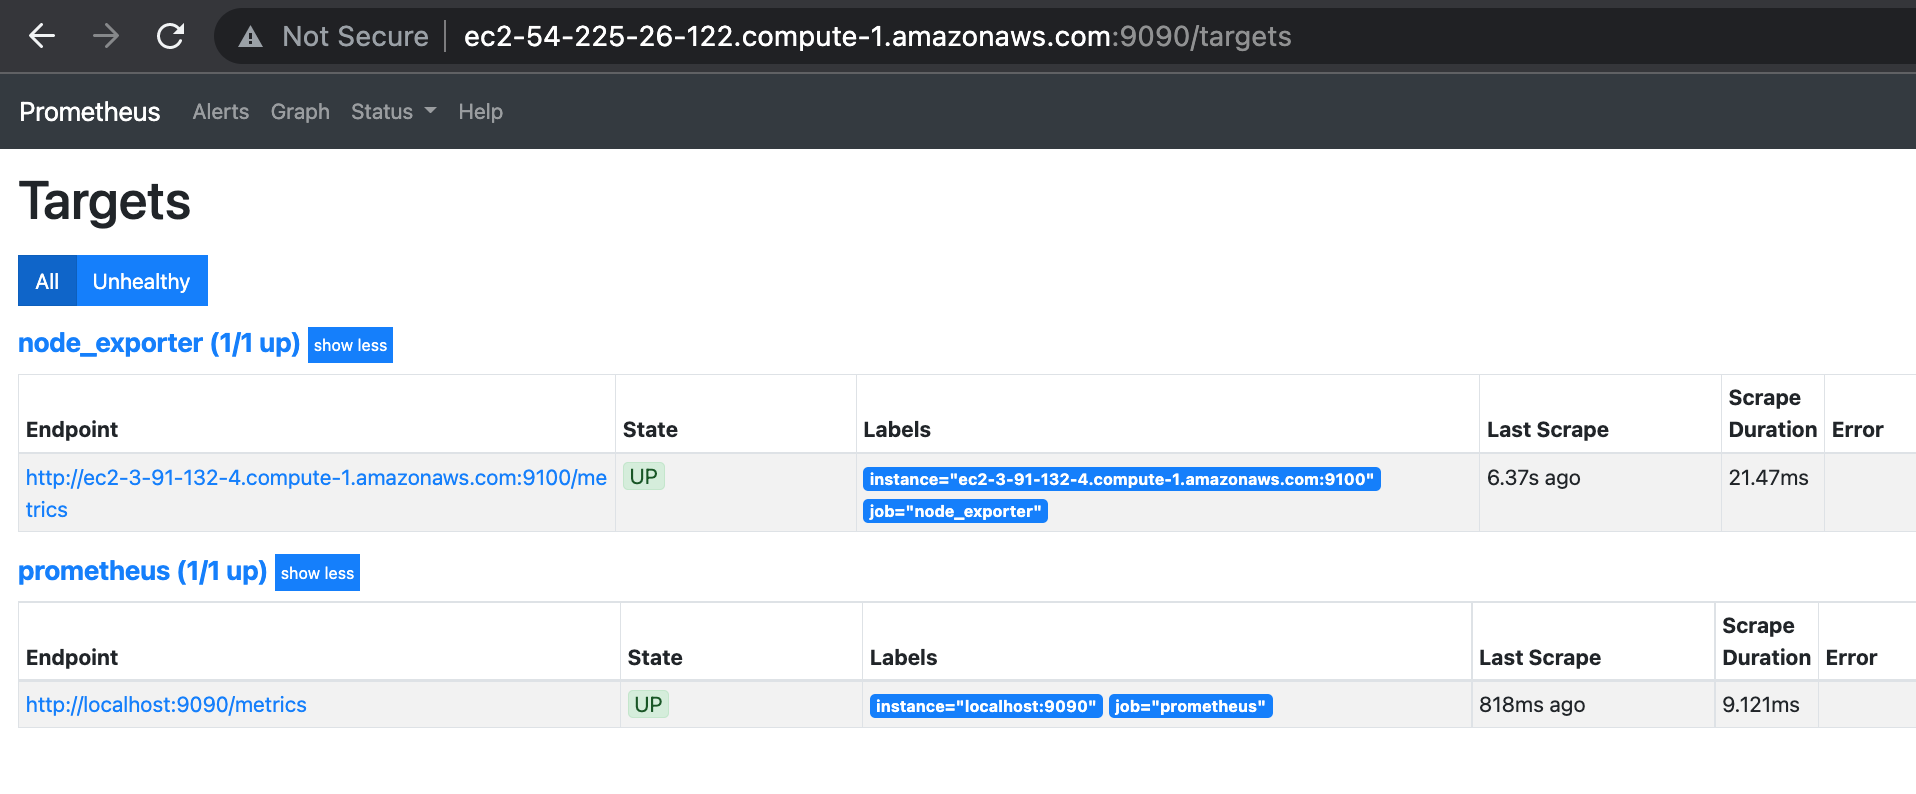 Not Secure ec2-54-225-26-122.compute-1.amazonaws.com:9090/targets
Prometheus Alerts Graph Status Help
Targets
All Unhealthy
node_exporter (1/1 up) show less
Endpoint State Labels Last Scrape Scrape Duration Error
http://ec2-3-91-132-4.compute-1.amazonaws.com:9100/me
trics
UP
instance="ec2-3-91-132-4.compute-1.amazonaws.com:9100"
job="node_exporter"
6.37s ago
21.47ms
prometheus (1/1 up) show less
Endpoint State Labels Last Scrape Scrape Duration Error
http://localhost:9090/metrics UP instance="localhost:9090" job="prometheus" 818ms ago 9.121ms